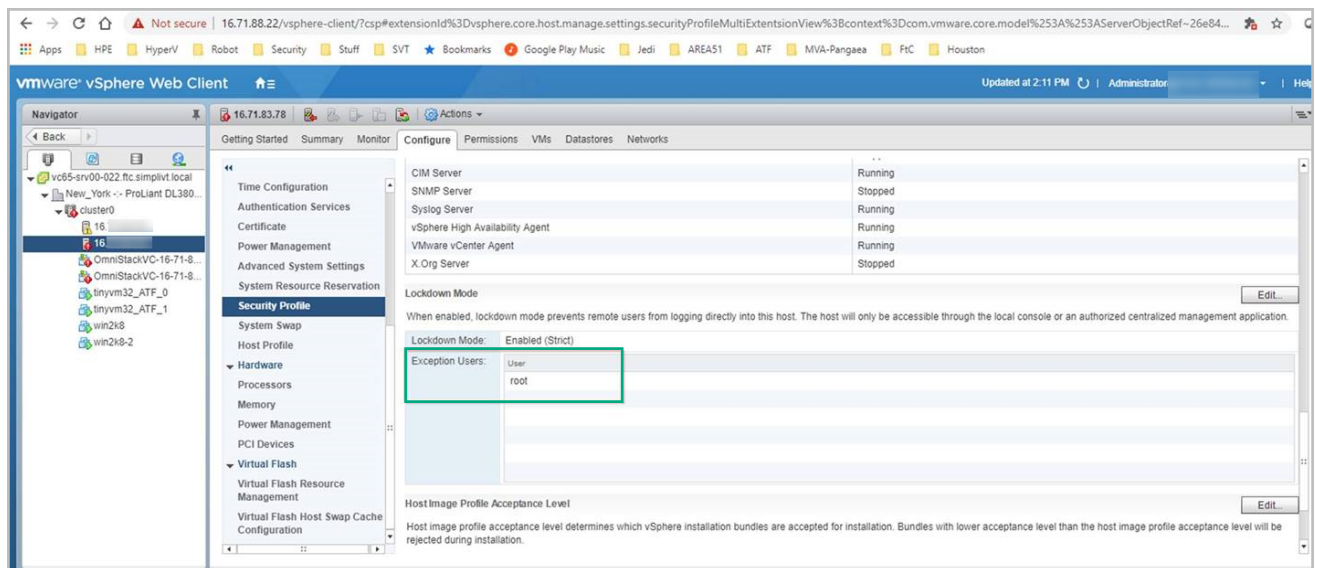 Not secure | 16.71.88.22/vsphere-client/?csp#extensionId%3Dvsphere.core.host.manage.settings.securityProfileMultiExtentsionView%3Bcontext%3Dcom.vmware.core.model%253A%253AServerObjectRef~26e84...
Apps HPE HyperV Robot Security Stuff SVT Bookmarks Google Play Music Jedi AREA51 ATF MVA-Pangaea FtC Houston
vmware vSphere Web Client
Updated at 2:11 PM | Administrator | Help
Navigator
Back
vc65-srv00-022.ftc.simplivt.local
New_York -:- ProLiant DL380...
cluster0
16.
16.
OmniStackVC-16-71-8...
OmniStackVC-16-71-8...
tinyvm32_ATF_0
tinyvm32_ATF_1
win2k8
win2k8-2
16.71.83.78 Actions
Getting Started Summary Monitor Configure Permissions VMs Datastores Networks
Time Configuration
Authentication Services
Certificate
Power Management
Advanced System Settings
System Resource Reservation
Security Profile
System Swap
Host Profile
Hardware
Processors
Memory
Power Management
PCI Devices
Virtual Flash
Virtual Flash Resource
Management
Virtual Flash Host Swap Cache
Configuration
CIM Server Running
SNMP Server Stopped
Syslog Server Running
vSphere High Availability Agent Running
VMware vCenter Agent Running
X.Org Server Stopped
Lockdown Mode Edit...
When enabled, lockdown mode prevents remote users from logging directly into this host. The host will only be accessible through the local console or an authorized centralized management application.
Lockdown Mode: Enabled (Strict)
Exception Users: User
root
Host Image Profile Acceptance Level Edit...
Host image profile acceptance level determines which vSphere installation bundles are accepted for installation. Bundles with lower acceptance level than the host image profile acceptance level will be
rejected during installation.